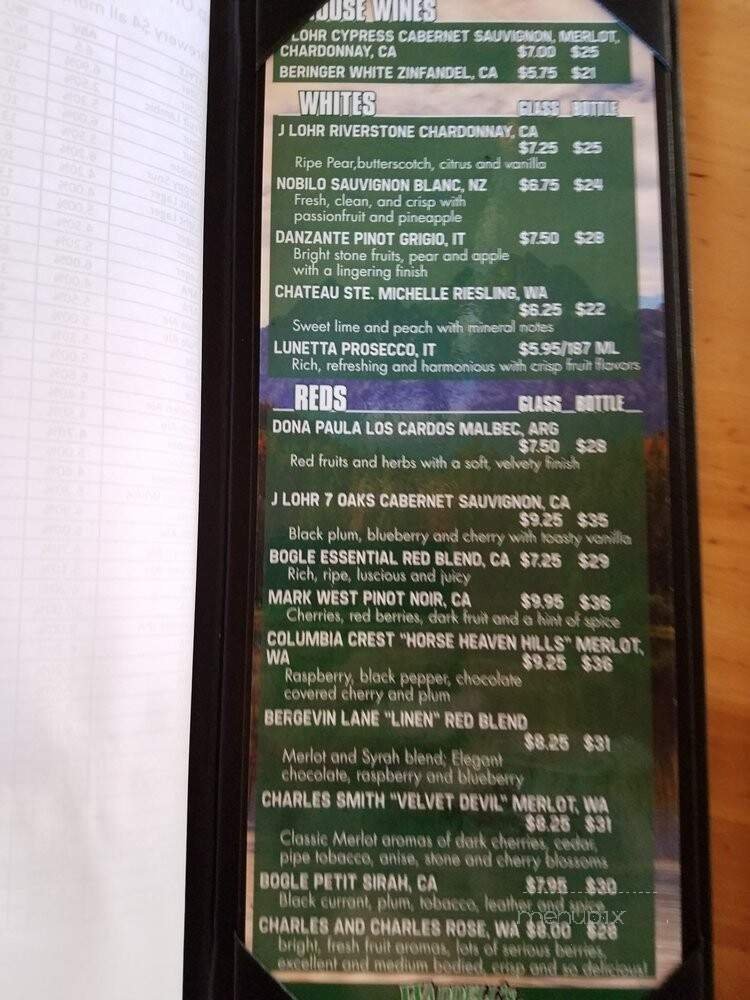 HOUSE WINES
LOHR CYPRESS CABERNET SAUVIGNON, MERLOT,
CHARDONNAY, CA $7.00 $25
BERINGER WHITE ZINFANDEL, CA $5.75 $21
WHITES GLASS BOTTLE
J LOHR RIVERSTONE CHARDONNAY, CA
$7.25 $25
Ripe Pear,butterscotch, citrus and vanilla
NOBILO SAUVIGNON BLANC, NZ $6.75 $24
Fresh, clean, and crisp with
passionfruit and pineapple
DANZANTE PINOT GRIGIO, IT $7.50 $28
Bright stone fruits, pear and apple
with a lingering finish
CHATEAU STE. MICHELLE RIESLING, WA
$6.25 $22
Sweet lime and peach with mineral notes
LUNETTA PROSECCO, IT $5.95/187 ML
Rich, refreshing and harmonious with crisp fruit flavors
REDS GLASS BOTTLE
DONA PAULA LOS CARDOS MALBEC, ARG
$7.50 $28
Red fruits and herbs with a soft, velvety finish
J LOHR 7 OAKS CABERNET SAUVIGNON, CA
$9.25 $35
Black plum, blueberry and cherry with toasty vanilla
BOGLE ESSENTIAL RED BLEND, CA $7.25 $29
Rich, ripe, luscious and juicy
MARK WEST PINOT NOIR, CA $9.95 $36
Cherries, red berries, dark fruit and a hint of spice
COLUMBIA CREST "HORSE HEAVEN HILLS" MERLOT,
WA $9.25 $36
Raspberry, black pepper, chocolate
covered cherry and plum
BERGEVIN LANE "LINEN" RED BLEND
$8.25 $31
Merlot and Syrah blend; Elegant
chocolate, raspberry and blueberry
CHARLES SMITH "VELVET DEVIL" MERLOT, WA
$8.25 $31
Classic Merlot aromas of dark cherries, cedar,
pipe tobacco, anise, stone and cherry blossoms
BOGLE PETIT SIRAH, CA $7.95 $30
Black currant, plum, tobacco, leather and spice
menupix
CHARLES AND CHARLES ROSE, WA $8.00 $28
bright, fresh fruit aromas, lots of serious berries,
excellent and medium bodied, crisp and so delicious!